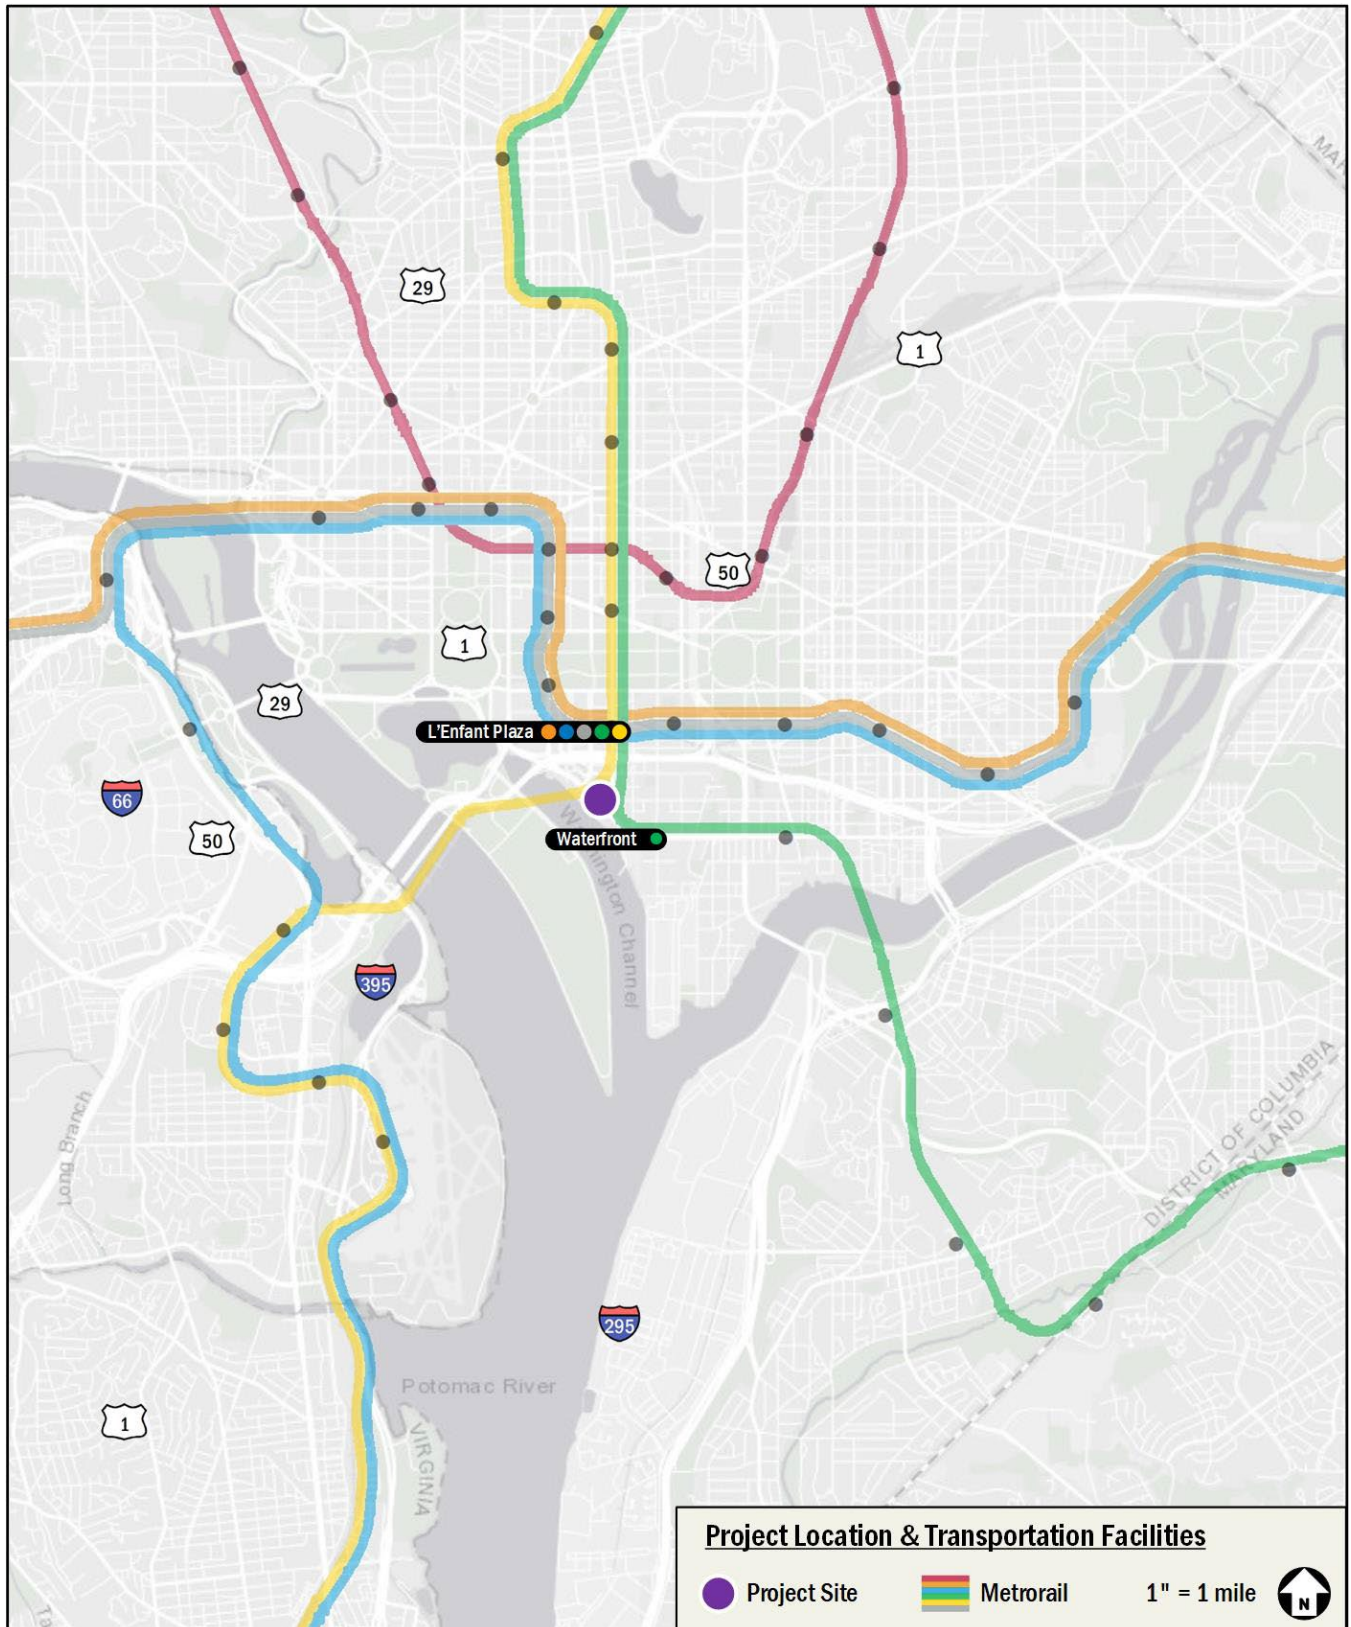 MAR
29
1
50
1
29
L'Enfant Plaza
66
50
Waterfront
Washington Channel
395
Long Branch
DISTRICT OF COLUMBIA
MARYLAND
295
Potomac River
1
VIRGINIA
Project Location & Transportation Facilities
Project Site
Metrorail
1" = 1 mile
N